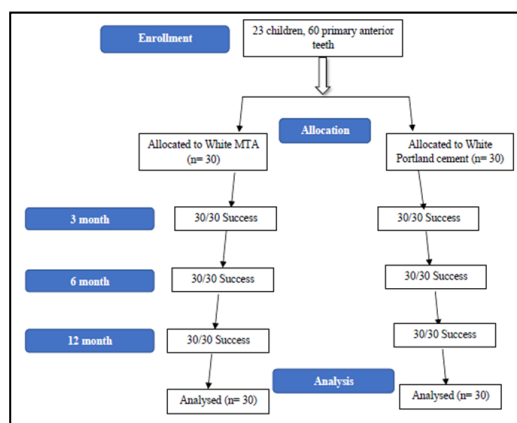 Enrollment
23 children, 60 primary anterior
teeth
Allocation
Allocated to White MTA
(n= 30)
Allocated to White
Portland cement (n= 30)
3 month
30/30 Success
30/30 Success
6 month
30/30 Success
30/30 Success
12 month
30/30 Success
30/30 Success
Analysis
Analysed (n= 30)
Analysed (n= 30)